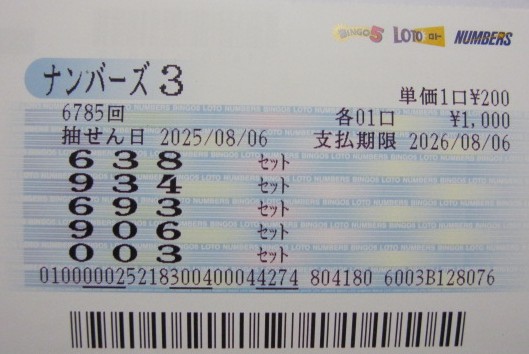 BINGO5 LOTO ロト NUMBERS
ナンバーズ3
単価1口¥200
6785回 各01口 ¥1,000
抽せん日 2025/08/06 支払期限 2026/08/06
638 セット
934 セット
693 セット
906 セット
003 セット
0100000025218300400044274 804180 6003B128076